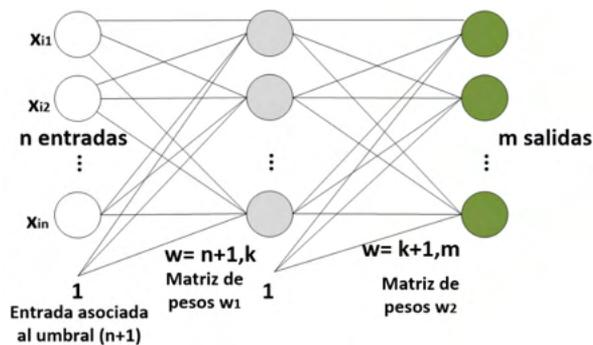 xi1
xi2
n entradas
m salidas
xin
w= n+1,k
Matriz de
pesos w1
w= k+1,m
Matriz de
pesos w2
1
1
Entrada asociada
al umbral (n+1)